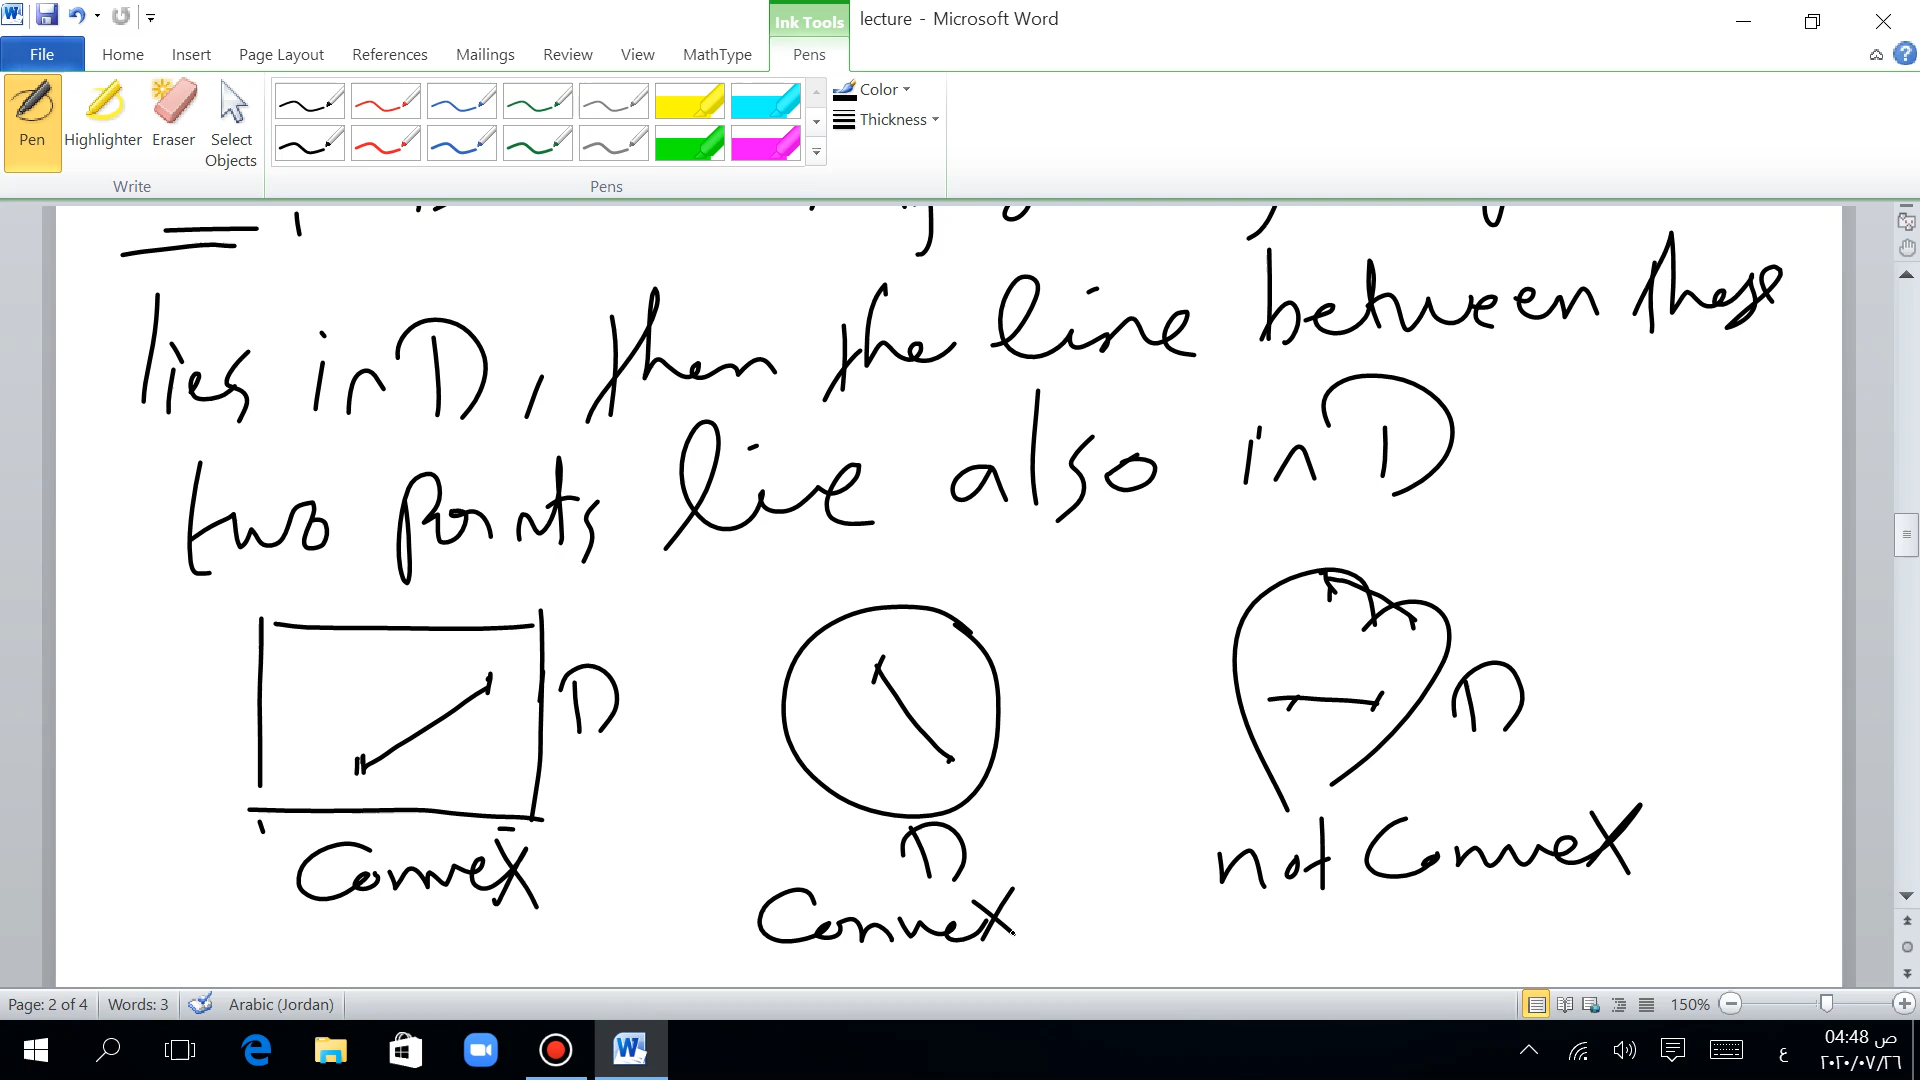 lecture - Microsoft Word
Ink Tools
File Home Insert Page Layout References Mailings Review View MathType Pens
Pen Highlighter Eraser Select Objects
Color
Thickness
Write Pens
lies in D, then the line between these
two points live also in D
D D
D
Convex not Convex
Convex
Page: 2 of 4 Words: 3 Arabic (Jordan) 150%
04:48 ص
ع
٢٠٢٠/٠٧/٢٦